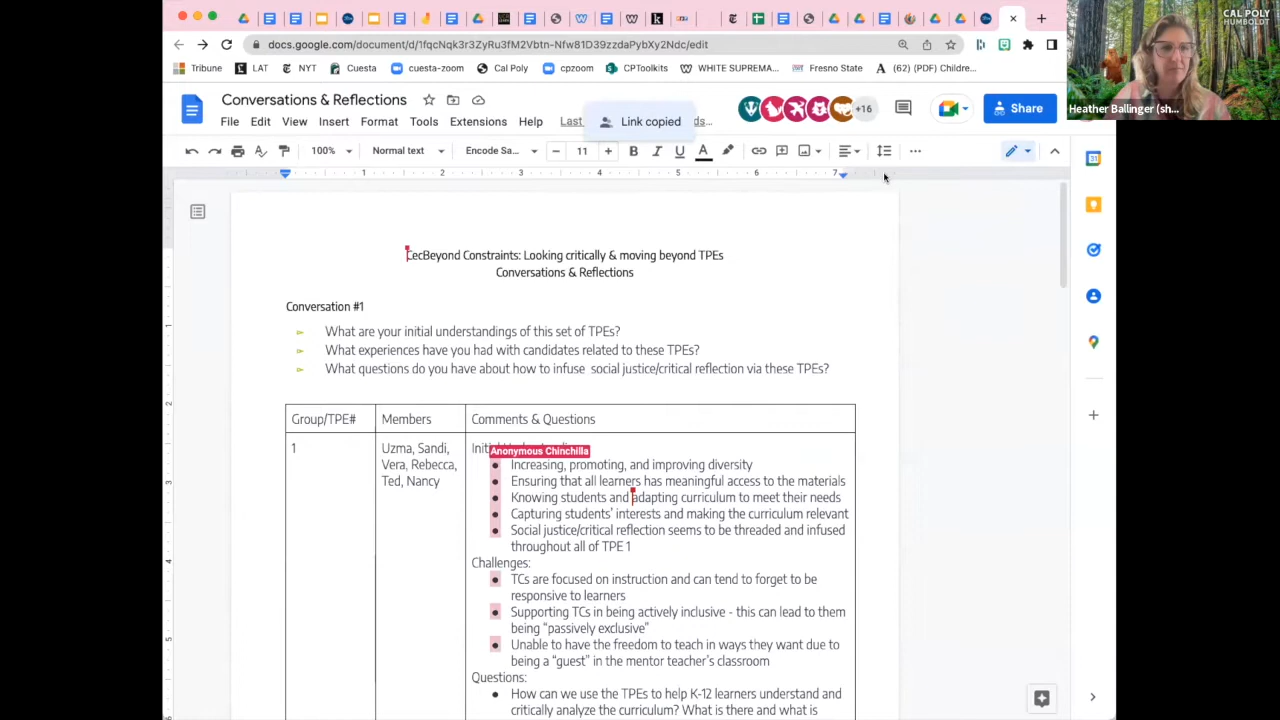 docs.google.com/document/d/1fqcNqk3r3ZyRu3fM2Vbtn-Nfw81D39zzdaPybXy2Ndc/edit
Tribune LAT NYT Cuesta cuesta-zoom Cal Poly cpzoom CPToolkits WHITE SUPREMA... Fresno State (62) (PDF) Childre...
CAL POLY
HUMBOLDT
Heather Ballinger (sh...
Conversations & Reflections
+16
Share
File Edit View Insert Format Tools Extensions Help Last ds...
Link copied
100% Normal text Encode Sa... 11
1 2 3 4 5 6 7
CecBeyond Constraints: Looking critically & moving beyond TPEs
Conversations & Reflections
Conversation #1
What are your initial understandings of this set of TPEs?
What experiences have you had with candidates related to these TPEs?
What questions do you have about how to infuse social justice/critical reflection via these TPEs?
Group/TPE# Members Comments & Questions
1
Uzma, Sandi,
Vera, Rebecca,
Ted, Nancy
Anonymous Chinchilla
Increasing, promoting, and improving diversity
Ensuring that all learners has meaningful access to the materials
Knowing students and adapting curriculum to meet their needs
Capturing students' interests and making the curriculum relevant
Social justice/critical reflection seems to be threaded and infused
throughout all of TPE 1
Challenges:
TCs are focused on instruction and can tend to forget to be
responsive to learners
Supporting TCs in being actively inclusive - this can lead to them
being “passively exclusive”
Unable to have the freedom to teach in ways they want due to
being a “guest” in the mentor teacher's classroom
Questions:
How can we use the TPEs to help K-12 learners understand and
critically analyze the curriculum? What is there and what is